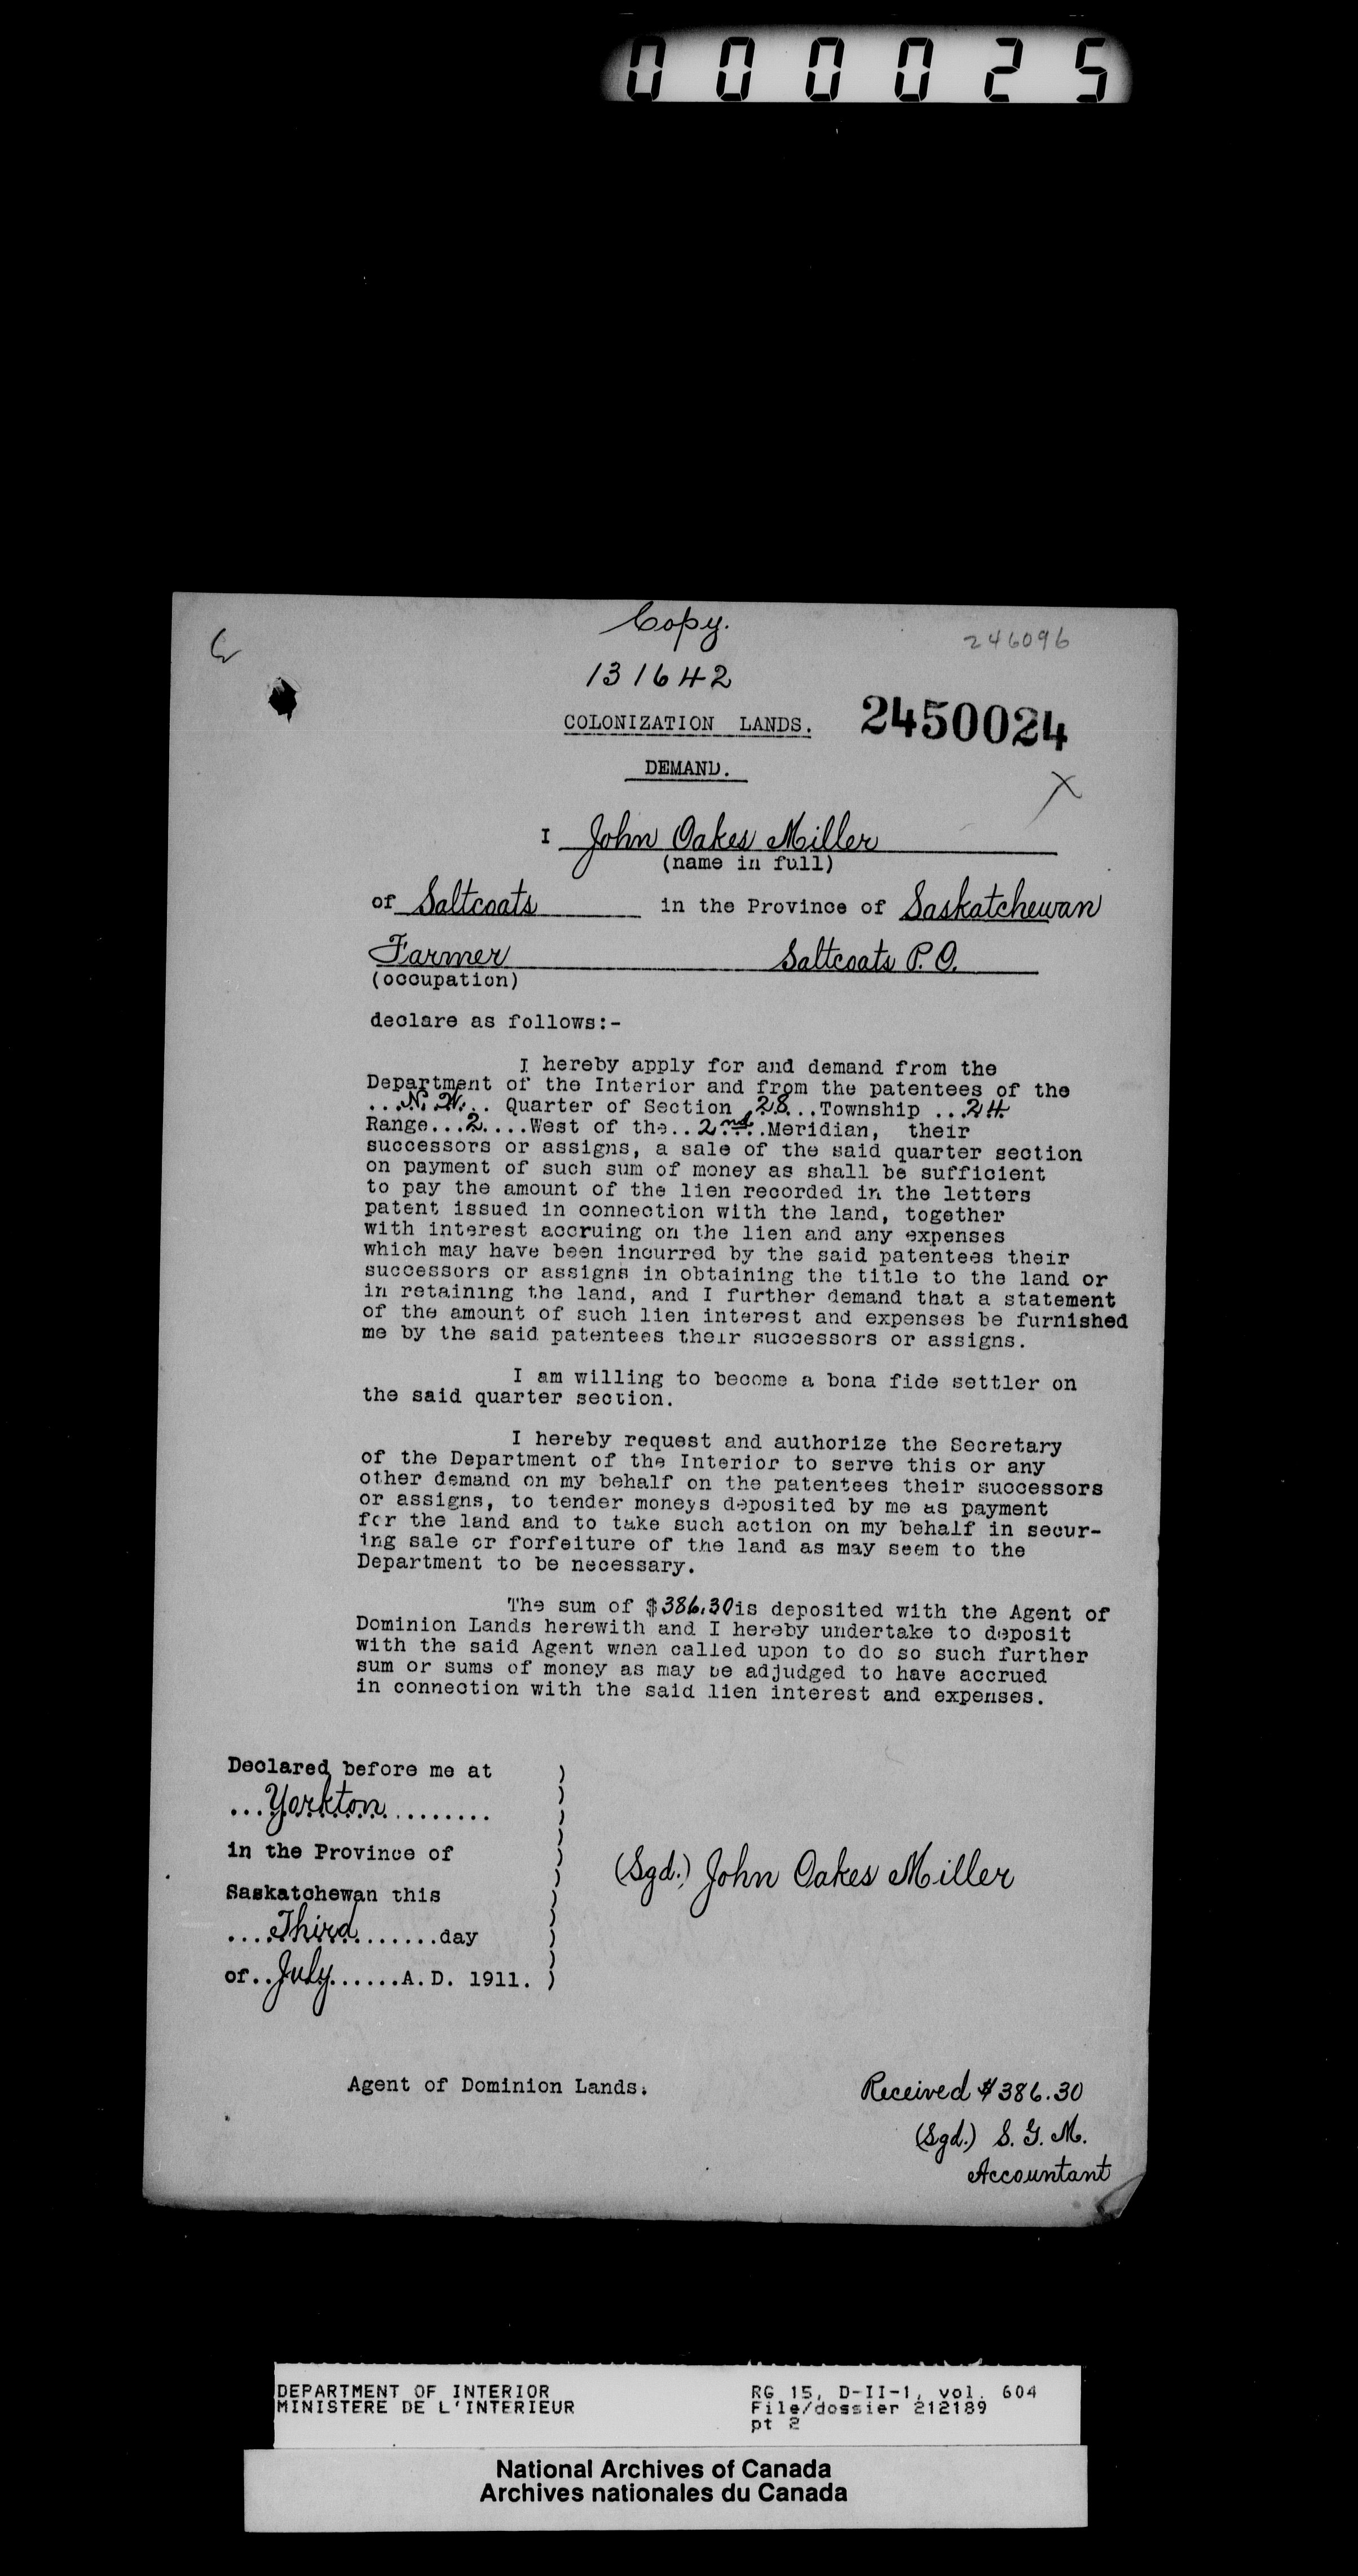 000025
Copy.
246096
131642
COLONIZATION LANDS.
2450024
DEMAND.
X
I John Oakes Miller
(name in full)
of Saltcoats in the Province of Saskatchewan
Farmer Saltcoats P.O.
(occupation)
declare as follows:-
I hereby apply for and demand from the
Department of the Interior and from the patentees of the
...N.W... Quarter of Section .28...Township ...24
Range...2....West of the..2nd..Meridian, their
successors or assigns, a sale of the said quarter section
on payment of such sum of money as shall be sufficient
to pay the amount of the lien recorded in the letters
patent issued in connection with the land, together
with interest accruing on the lien and any expenses
which may have been incurred by the said patentees their
successors or assigns in obtaining the title to the land or
in retaining the land, and I further demand that a statement
of the amount of such lien interest and expenses be furnished
me by the said patentees their successors or assigns.
I am willing to become a bona fide settler on
the said quarter section.
I hereby request and authorize the Secretary
of the Department of the Interior to serve this or any
other demand on my behalf on the patentees their successors
or assigns, to tender moneys deposited by me as payment
for the land and to take such action on my behalf in secur-
ing sale or forfeiture of the land as may seem to the
Department to be necessary.
The sum of $386.30 is deposited with the Agent of
Dominion Lands herewith and I hereby undertake to deposit
with the said Agent when called upon to do so such further
sum or sums of money as may be adjudged to have accrued
in connection with the said lien interest and expenses.
Declared before me at
...Yorkton..........
in the Province of
Saskatchewan this
....Third........day
of..July......A.D. 1911.
(Sgd.) John Oakes Miller
Agent of Dominion Lands.
Received $386.30
(Sgd.) S. G. M.
Accountant
DEPARTMENT OF INTERIOR
MINISTERE DE L'INTERIEUR
RG 15, D-II-1, vol. 604
File/dossier 212189
pt 2
National Archives of Canada
Archives nationales du Canada